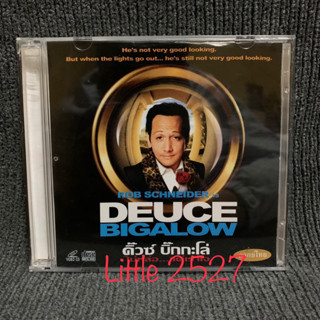 He's not very good looking.
But when the lights go out... he's still not very good looking.
ROB SCHNEIDER is
DEUCE
BIGALOW
ดิ๊วซ์ บิ๊กกะโล่
Little 2527